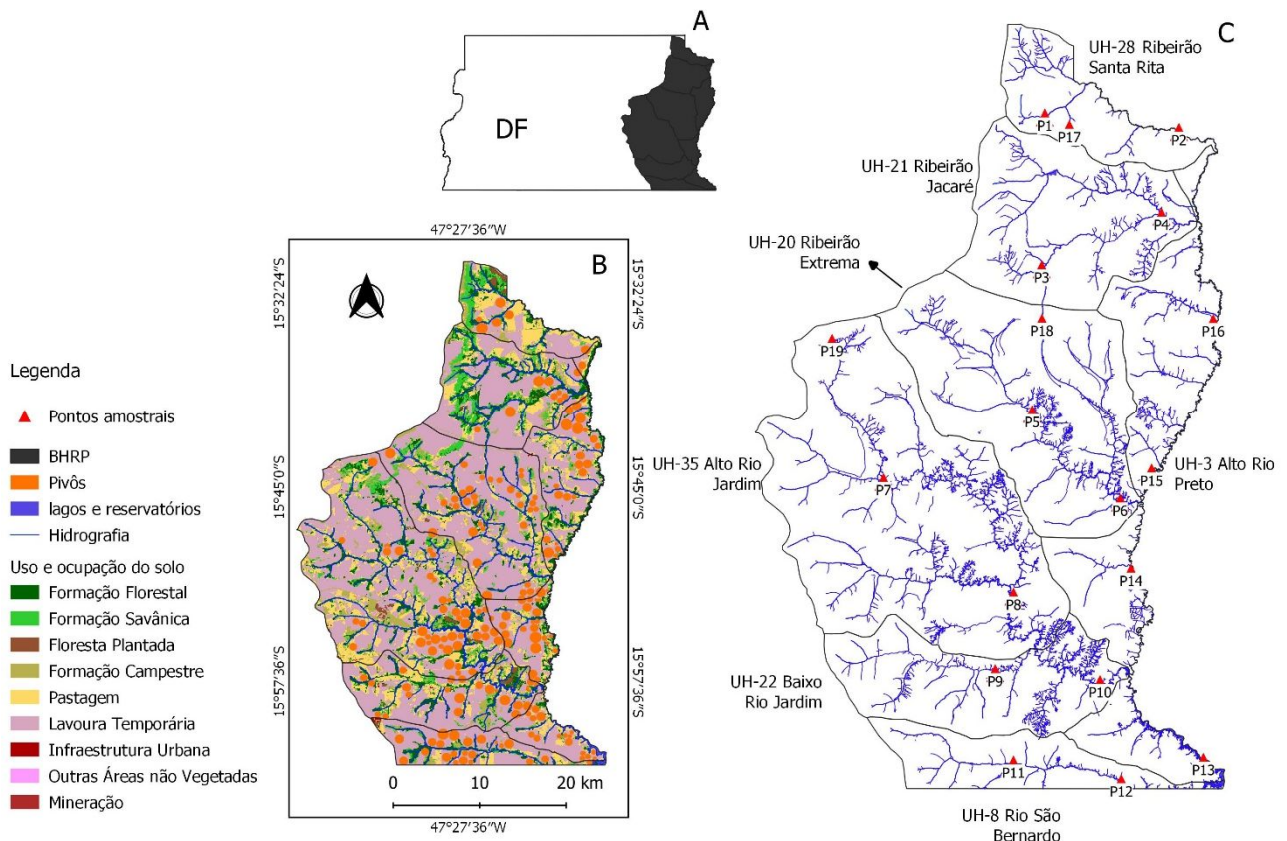 A
DF
47°27'36"W
B
15°32'24"S
15°32'24"S
15°45'0"S
15°45'0"S
15°57'36"S
15°57'36"S
0 10 20 km
47°27'36"W
Legenda
Pontos amostrais
BHRP
Pivôs
lagos e reservatórios
Hidrografia
Uso e ocupação do solo
Formação Florestal
Formação Savânica
Floresta Plantada
Formação Campestre
Pastagem
Lavoura Temporária
Infraestrutura Urbana
Outras Áreas não Vegetadas
Mineração
C
UH-28 Ribeirão
Santa Rita
P1
P17
P2
UH-21 Ribeirão
Jacaré
P4
P3
UH-20 Ribeirão
Extrema
P18
P16
P19
P5
UH-35 Alto Rio
Jardim
P7
P15
UH-3 Alto Rio
Preto
P6
P14
P8
UH-22 Baixo
Rio Jardim
P9
P10
P11
P12
P13
UH-8 Rio São
Bernardo